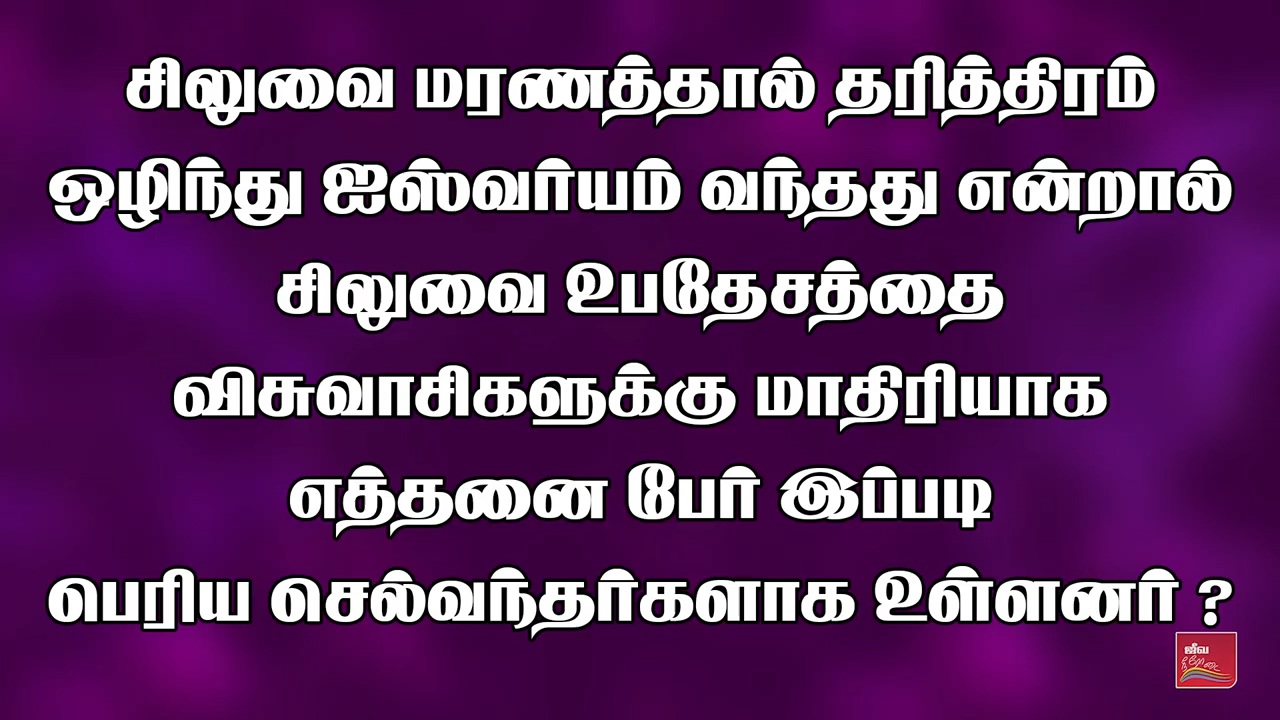 சிலுவை மரணத்தால் தரித்திரம்
ஒழிந்து ஐஸ்வர்யம் வந்தது என்றால்
சிலுவை உபதேசத்தை
விசுவாசிகளுக்கு மாதிரியாக
எத்தனை பேர் இப்படி
பெரிய செல்வந்தர்களாக உள்ளனர் ?
ஜீவ
நீரோடை